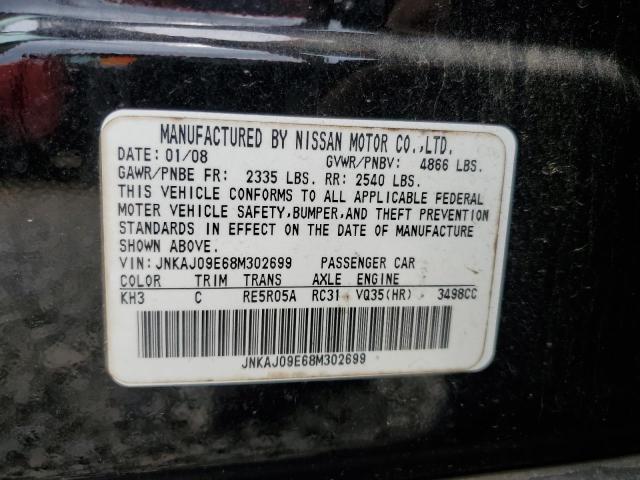 MANUFACTURED BY NISSAN MOTOR CO.,LTD.
DATE: 01/08 GVWR/PNBV: 4866 LBS.
GAWR/PNBE FR: 2335 LBS. RR: 2540 LBS.
THIS VEHICLE CONFORMS TO ALL APPLICABLE FEDERAL
MOTER VEHICLE SAFETY,BUMPER,AND THEFT PREVENTION
STANDARDS IN EFFECT ON THE DATE OF MANUFACTURE
SHOWN ABOVE.
VIN: JNKAJ09E68M302699 PASSENGER CAR
COLOR TRIM TRANS AXLE ENGINE
KH3 C RE5R05A RC31 VQ35(HR) 3498CC
JNKAJ09E68M302699